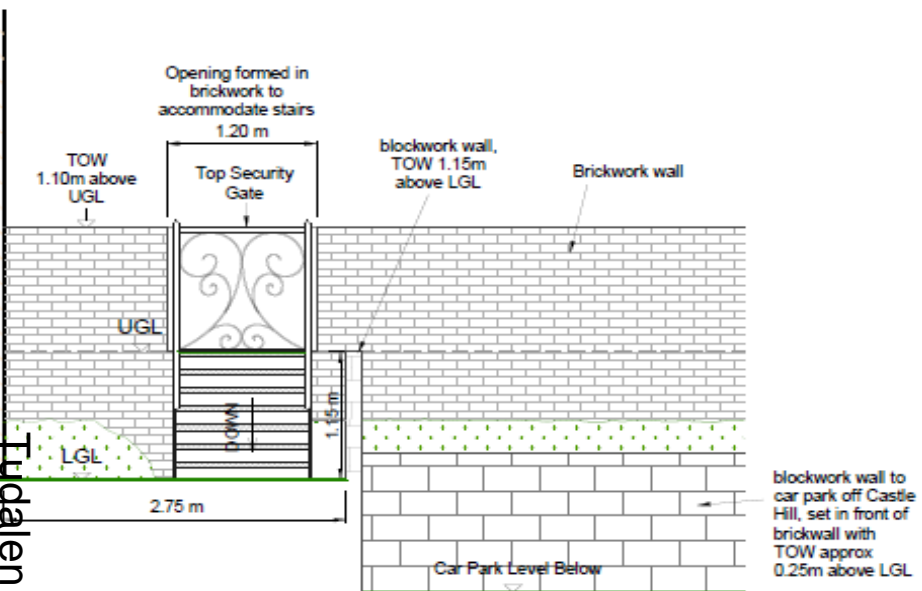 Opening formed in
brickwork to
accommodate stairs
1.20 m
TOW
1.10m above
UGL
Top Security
Gate
blockwork wall,
TOW 1.15m
above LGL
Brickwork wall
UGL
DOWN
1.15 m
LGL
2.75 m
Tudalen
Car Park Level Below
blockwork wall to
car park off Castle
Hill, set in front of
brickwall with
TOW approx
0.25m above LGL